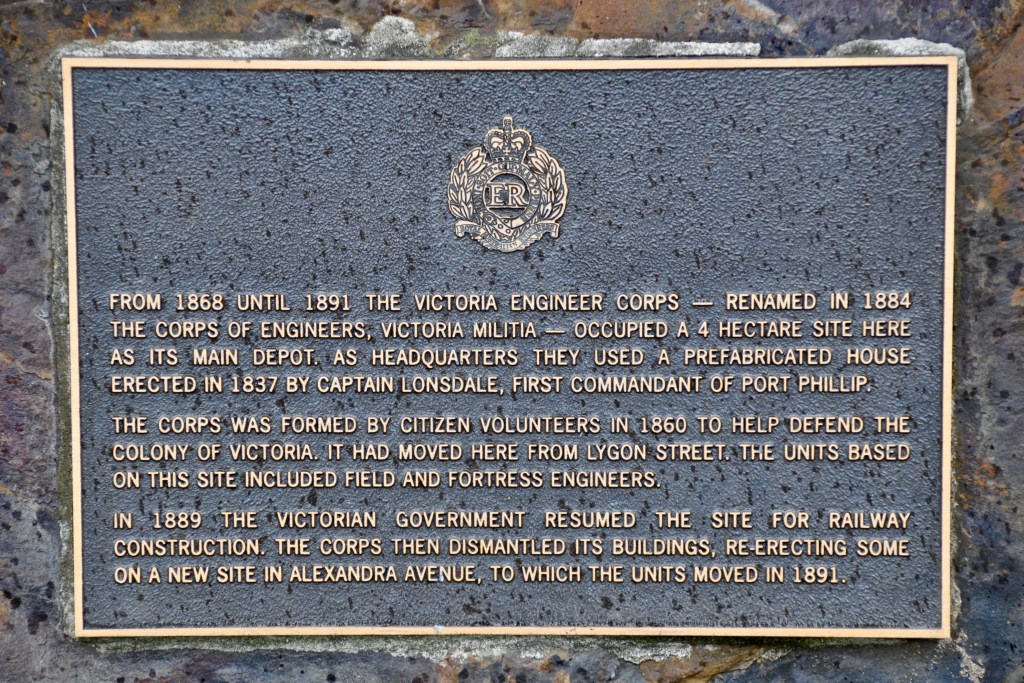 ER
FROM 1868 UNTIL 1891 THE VICTORIA ENGINEER CORPS — RENAMED IN 1884
THE CORPS OF ENGINEERS, VICTORIA MILITIA — OCCUPIED A 4 HECTARE SITE HERE
AS ITS MAIN DEPOT. AS HEADQUARTERS THEY USED A PREFABRICATED HOUSE
ERECTED IN 1837 BY CAPTAIN LONSDALE, FIRST COMMANDANT OF PORT PHILLIP.
THE CORPS WAS FORMED BY CITIZEN VOLUNTEERS IN 1860 TO HELP DEFEND THE
COLONY OF VICTORIA. IT HAD MOVED HERE FROM LYGON STREET. THE UNITS BASED
ON THIS SITE INCLUDED FIELD AND FORTRESS ENGINEERS.
IN 1889 THE VICTORIAN GOVERNMENT RESUMED THE SITE FOR RAILWAY
CONSTRUCTION. THE CORPS THEN DISMANTLED ITS BUILDINGS, RE-ERECTING SOME
ON A NEW SITE IN ALEXANDRA AVENUE, TO WHICH THE UNITS MOVED IN 1891.